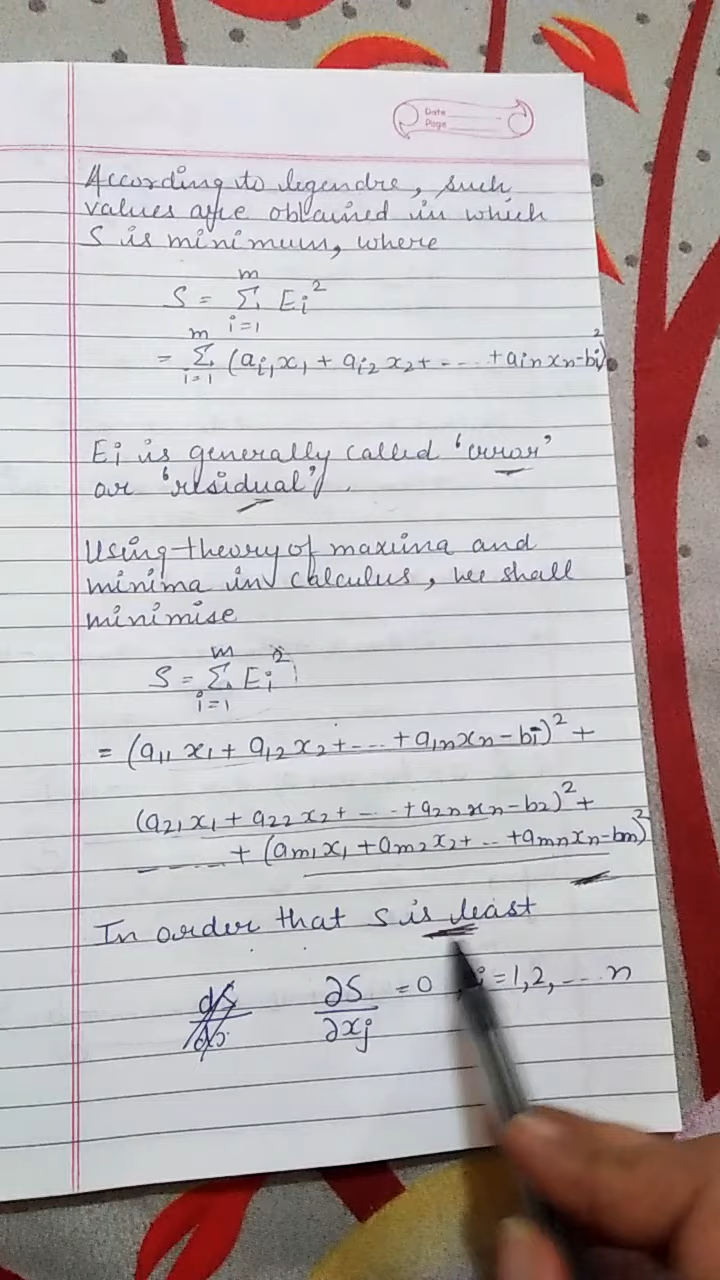 Date
Page
According to legendre, such
values are obtained in which
S is minimum, where
S = Σ_{i=1}^{m} Ei²
= Σ_{i=1}^{m} (ai1x1 + ai2x2 + ---- + ainxn - bi)²
Ei is generally called 'error'
or 'residual'.
Using theory of maxima and
minima in calculus, we shall
minimise
S = Σ_{i=1}^{m} Ei²
= (a11x1 + a12x2 + --- + a1nxn - bi)² +
(a21x1 + a22x2 + --- + a2nxn - b2)² +
---- + (am1x1 + am2x2 + -- + amnxn - bm)²
In order that S is least
∂S/∂xj = 0, = 1,2, --- n